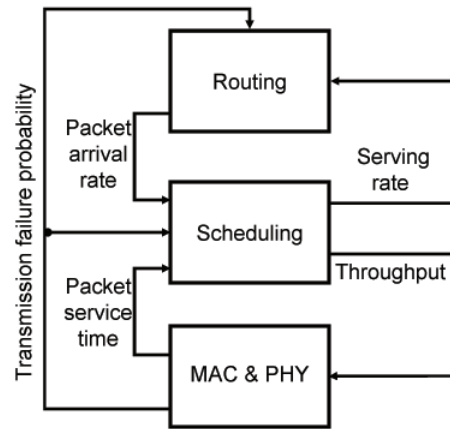 Transmission failure probability
Routing
Packet
arrival
rate
Serving
rate
Scheduling
Throughput
Packet
service
time
MAC & PHY